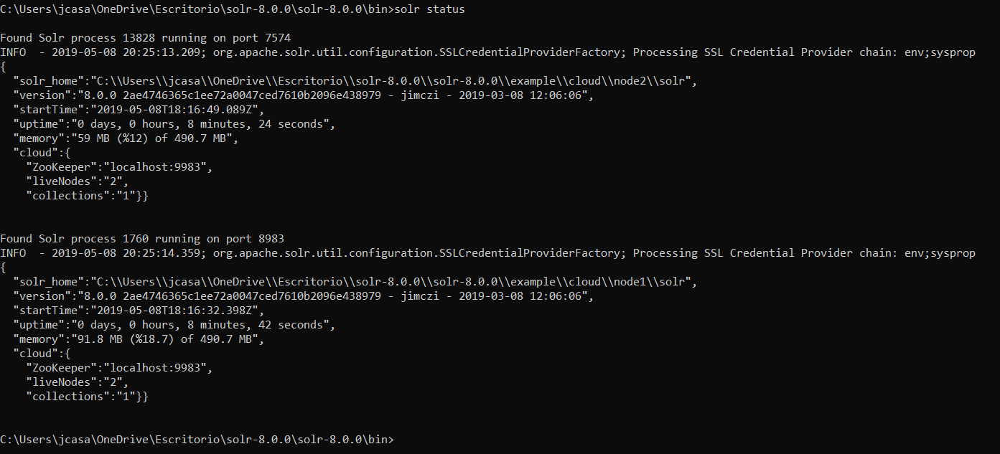 C:\Users\jcasa\OneDrive\Escritorio\solr-8.0.0\solr-8.0.0\bin>solr status
Found Solr process 13828 running on port 7574
INFO  - 2019-05-08 20:25:13.209; org.apache.solr.util.configuration.SSLCredentialProviderFactory; Processing SSL Credential Provider chain: env;sysprop
{
  "solr_home":"C:\\Users\\jcasa\\OneDrive\\Escritorio\\solr-8.0.0\\solr-8.0.0\\example\\cloud\\node2\\solr",
  "version":"8.0.0 2ae4746365c1ee72a0047ced7610b2096e438979 - jimczi - 2019-03-08 12:06:06",
  "startTime":"2019-05-08T18:16:49.089Z",
  "uptime":"0 days, 0 hours, 8 minutes, 24 seconds",
  "memory":"59 MB (%12) of 490.7 MB",
  "cloud":{
    "ZooKeeper":"localhost:9983",
    "liveNodes":"2",
    "collections":"1"}}
Found Solr process 1760 running on port 8983
INFO  - 2019-05-08 20:25:14.359; org.apache.solr.util.configuration.SSLCredentialProviderFactory; Processing SSL Credential Provider chain: env;sysprop
{
  "solr_home":"C:\\Users\\jcasa\\OneDrive\\Escritorio\\solr-8.0.0\\solr-8.0.0\\example\\cloud\\node1\\solr",
  "version":"8.0.0 2ae4746365c1ee72a0047ced7610b2096e438979 - jimczi - 2019-03-08 12:06:06",
  "startTime":"2019-05-08T18:16:32.398Z",
  "uptime":"0 days, 0 hours, 8 minutes, 42 seconds",
  "memory":"91.8 MB (%18.7) of 490.7 MB",
  "cloud":{
    "ZooKeeper":"localhost:9983",
    "liveNodes":"2",
    "collections":"1"}}
C:\Users\jcasa\OneDrive\Escritorio\solr-8.0.0\solr-8.0.0\bin>